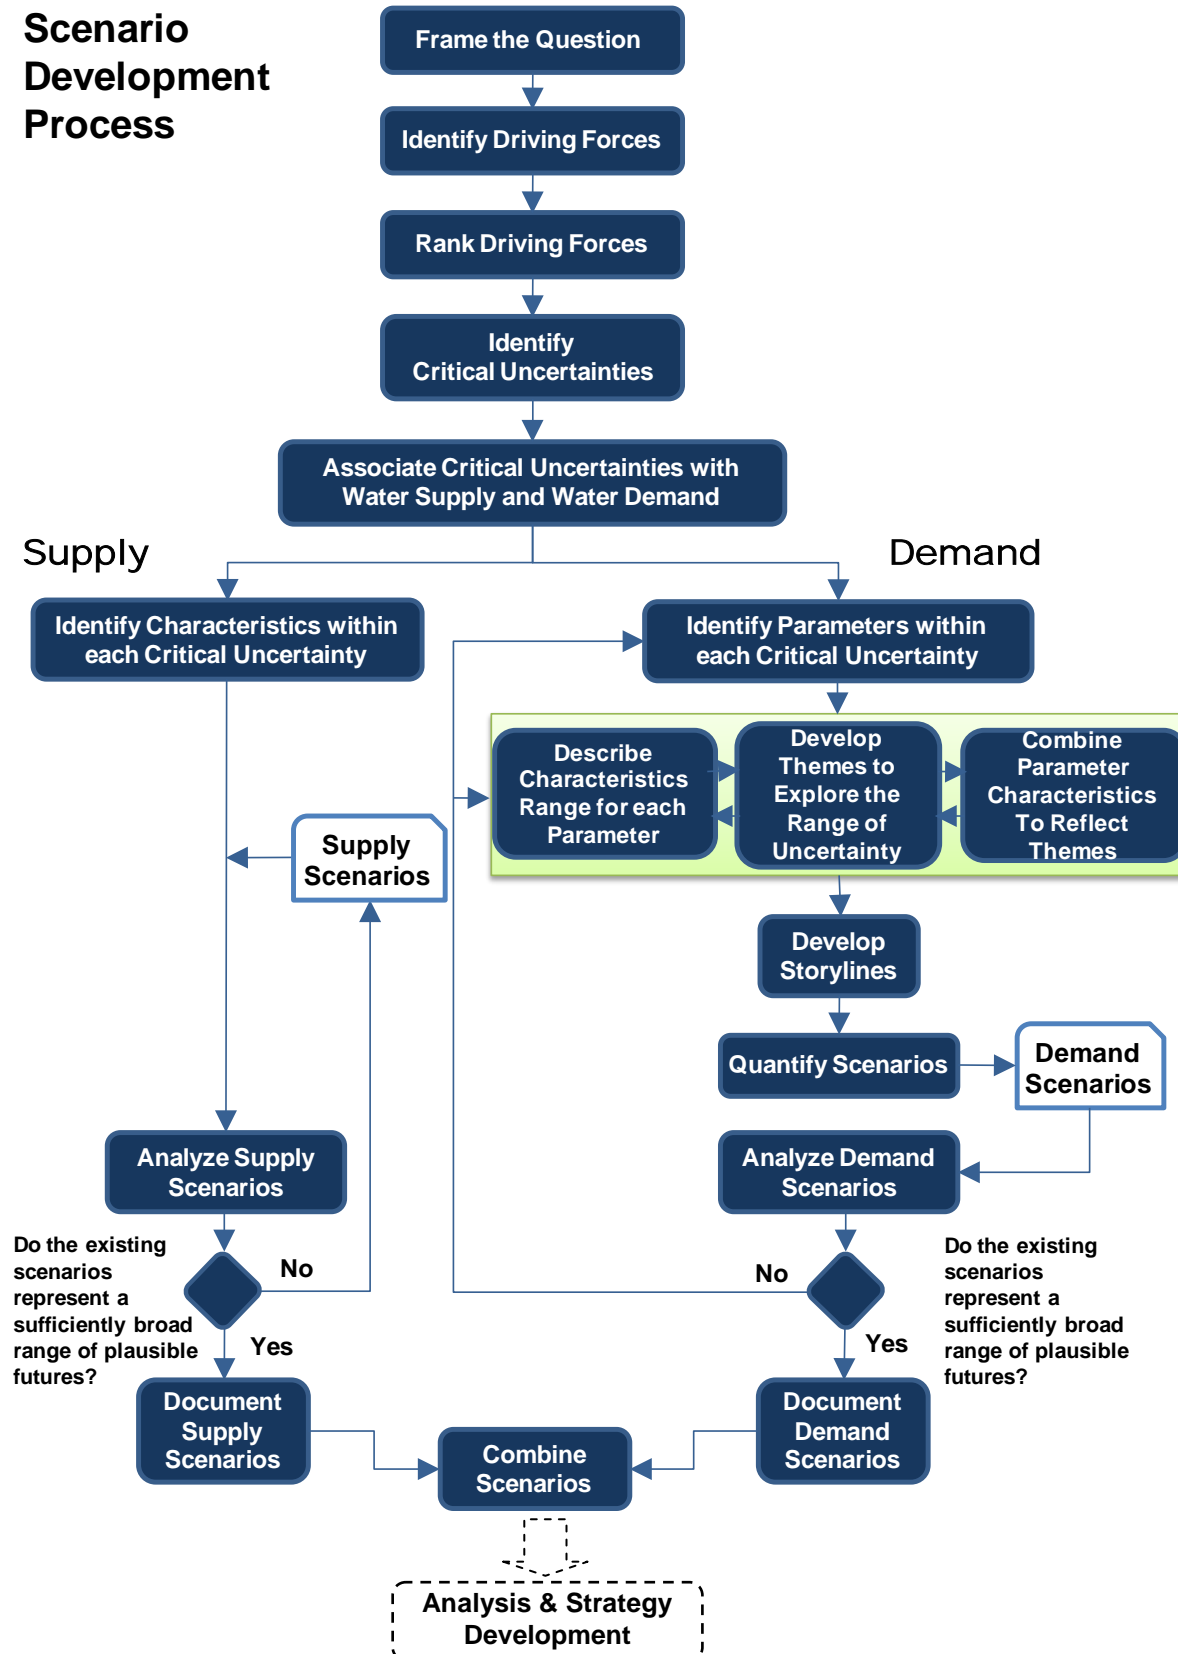 Scenario
Development
Process
Frame the Question
Identify Driving Forces
Rank Driving Forces
Identify
Critical Uncertainties
Associate Critical Uncertainties with
Water Supply and Water Demand
Supply
Demand
Identify Characteristics within
each Critical Uncertainty
Identify Parameters within
each Critical Uncertainty
Describe
Characteristics
Range for each
Parameter
Develop
Themes to
Explore the
Range of
Uncertainty
Combine
Parameter
Characteristics
To Reflect
Themes
Supply
Scenarios
Develop
Storylines
Quantify Scenarios
Demand
Scenarios
Analyze Supply
Scenarios
Analyze Demand
Scenarios
Do the existing
scenarios
represent a
sufficiently broad
range of plausible
futures?
No
Yes
No
Yes
Do the existing
scenarios
represent a
sufficiently broad
range of plausible
futures?
Document
Supply
Scenarios
Combine
Scenarios
Document
Demand
Scenarios
Analysis & Strategy
Development